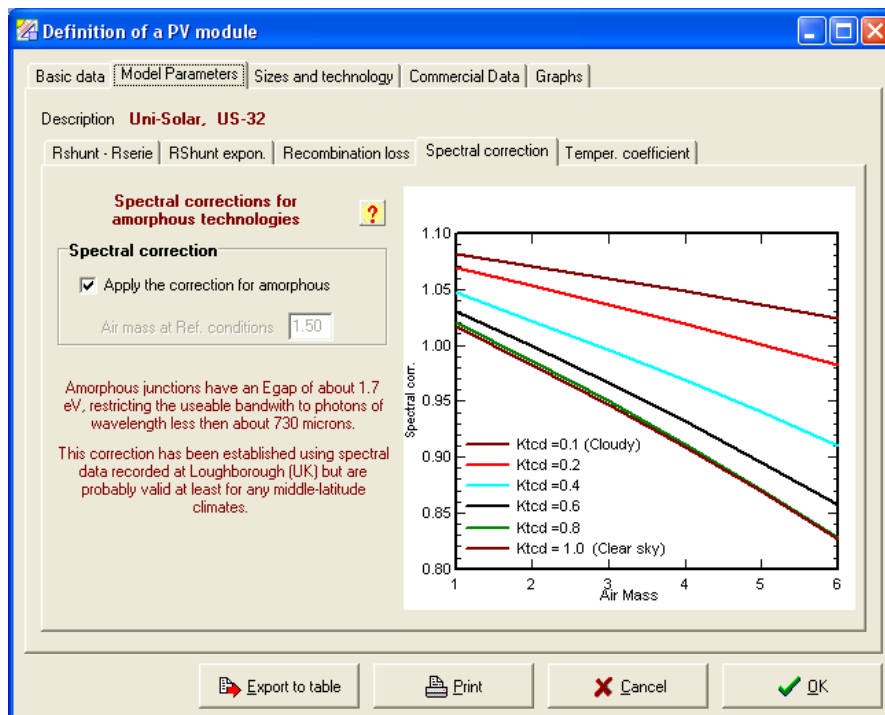 Definition of a PV module
Basic data Model Parameters Sizes and technology Commercial Data Graphs
Description Uni-Solar, US-32
Rshunt - Rserie RShunt expon. Recombination loss Spectral correction Temper. coefficient
Spectral corrections for
amorphous technologies
?
Spectral correction
Apply the correction for amorphous
Air mass at Ref. conditions 1.50
Amorphous junctions have an Egap of about 1.7
eV, restricting the useable bandwith to photons of
wavelength less then about 730 microns.
This correction has been established using spectral
data recorded at Loughborough (UK) but are
probably valid at least for any middle-latitude
climates.
1.10
1.05
1.00
0.95
0.90
0.85
0.80
Spectral corr.
Ktcd =0.1 (Cloudy)
Ktcd =0.2
Ktcd =0.4
Ktcd =0.6
Ktcd =0.8
Ktcd = 1.0 (Clear sky)
1 2 3 4 5 6
Air Mass
Export to table Print Cancel OK